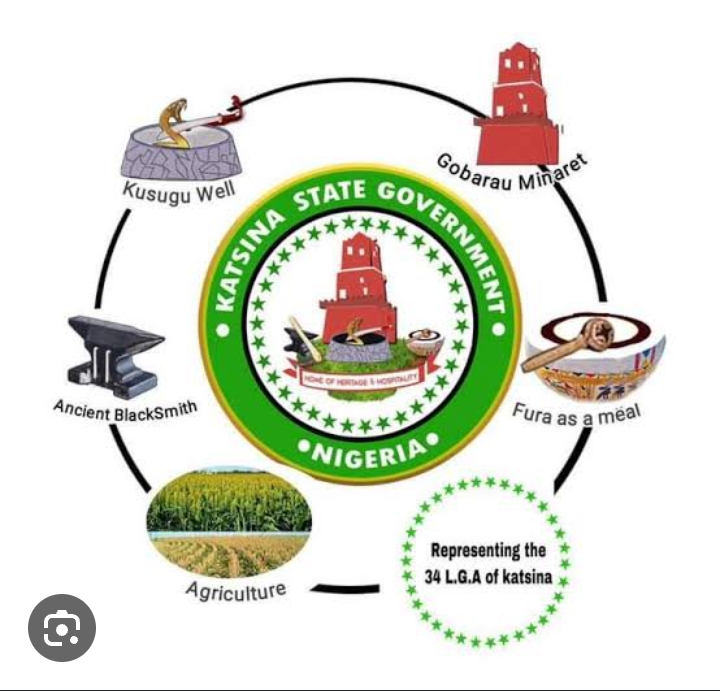 Kusugu Well
Gobarau Minaret
KATSINA STATE GOVERNMENT
HOME OF HERITAGE & HOSPITALITY
•NIGERIA•
Ancient BlackSmith
Fura as a meal
Agriculture
Representing the
34 L.G.A of katsina